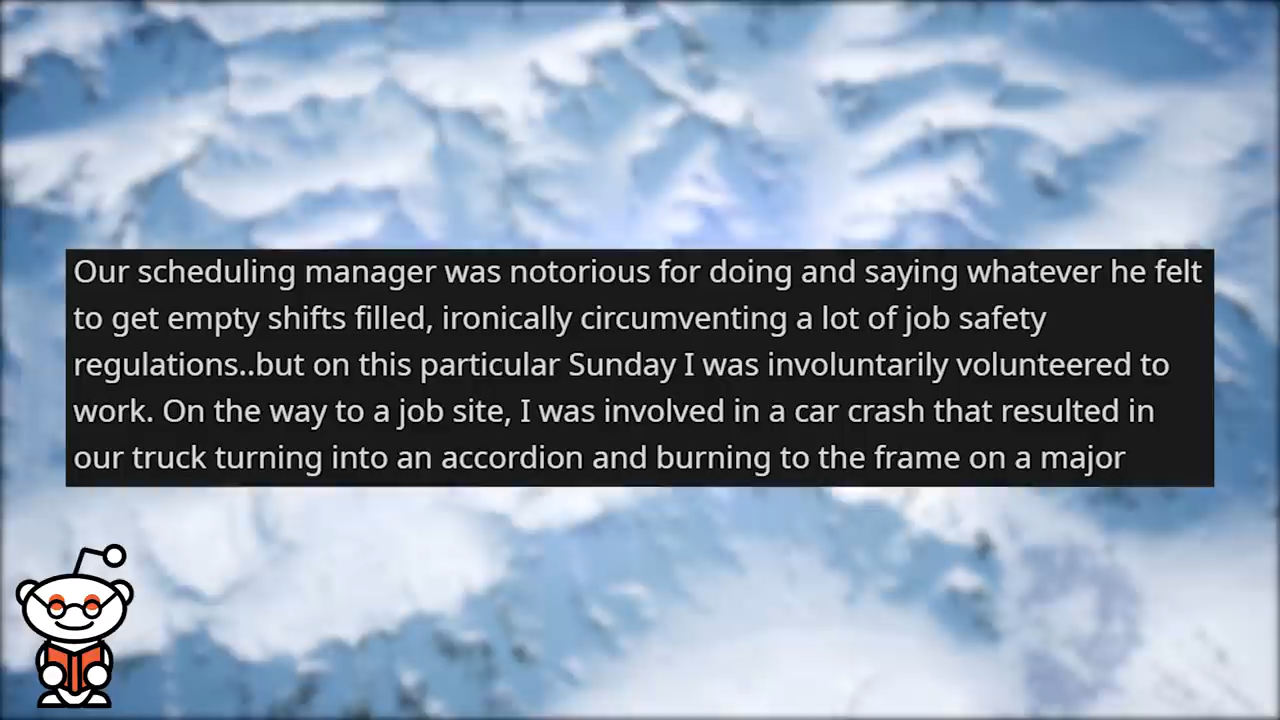 Our scheduling manager was notorious for doing and saying whatever he felt
to get empty shifts filled, ironically circumventing a lot of job safety
regulations..but on this particular Sunday I was involuntarily volunteered to
work. On the way to a job site, I was involved in a car crash that resulted in
our truck turning into an accordion and burning to the frame on a major